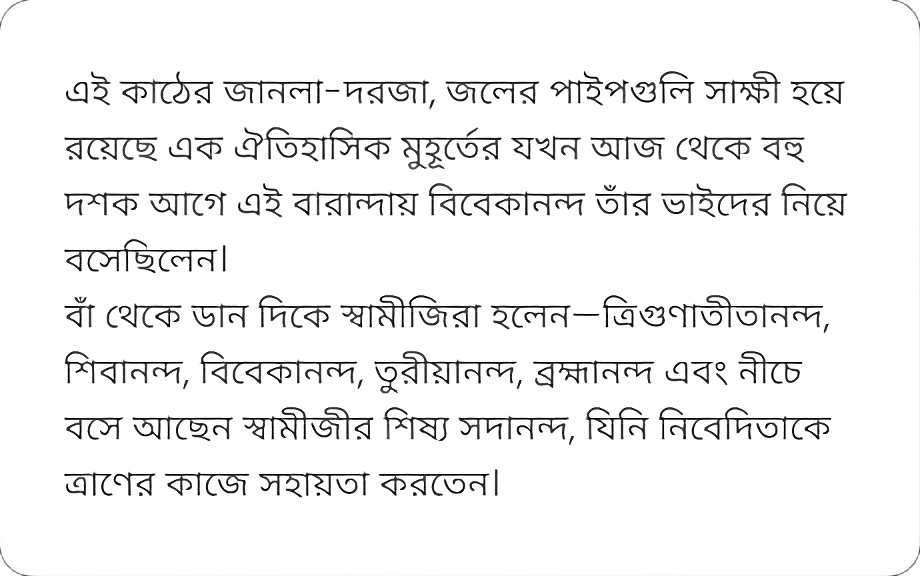 এই কাঠের জানলা-দরজা, জলের পাইপগুলি সাক্ষী হয়ে
রয়েছে এক ঐতিহাসিক মুহূর্তের যখন আজ থেকে বহু
দশক আগে এই বারান্দায় বিবেকানন্দ তাঁর ভাইদের নিয়ে
বসেছিলেন।
বাঁ থেকে ডান দিকে স্বামীজিরা হলেন—ত্রিগুণাতীতানন্দ,
শিবানন্দ, বিবেকানন্দ, তুরীয়ানন্দ, ব্রহ্মানন্দ এবং নীচে
বসে আছেন স্বামীজীর শিষ্য সদানন্দ, যিনি নিবেদিতাকে
ত্রাণের কাজে সহায়তা করতেন।